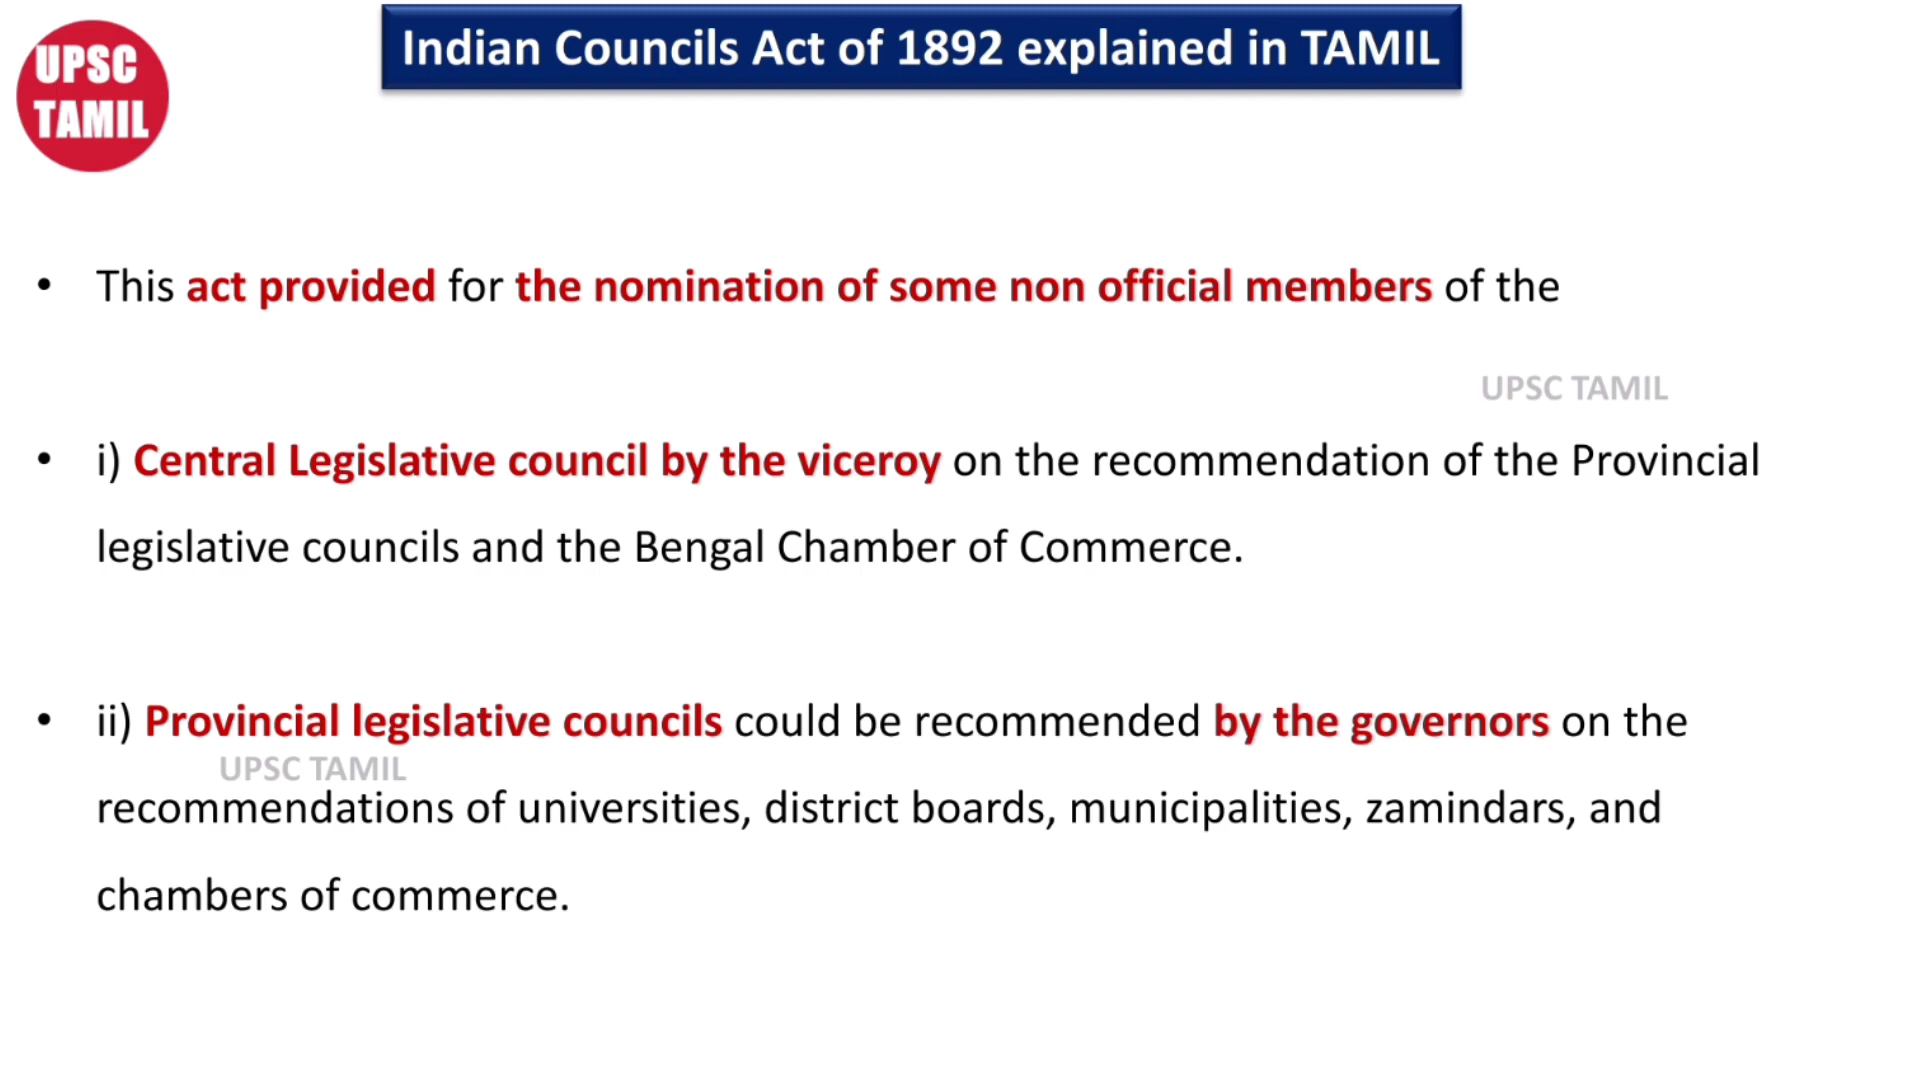 UPSC
TAMIL
Indian Councils Act of 1892 explained in TAMIL
• This act provided for the nomination of some non official members of the
UPSC TAMIL
• i) Central Legislative council by the viceroy on the recommendation of the Provincial
legislative councils and the Bengal Chamber of Commerce.
• ii) Provincial legislative councils could be recommended by the governors on the
UPSC TAMIL
recommendations of universities, district boards, municipalities, zamindars, and
chambers of commerce.